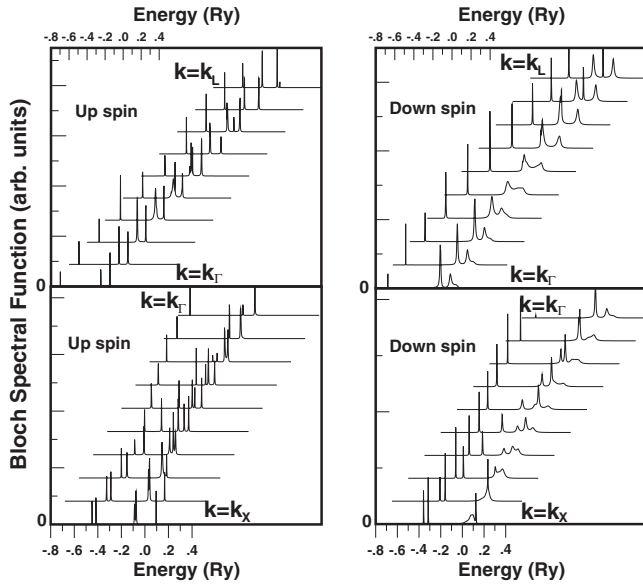 Energy (Ry)
Energy (Ry)
-.8 -.6 -.4 -.2 .0 .2 .4
-.8 -.6 -.4 -.2 .0 .2 .4
k=kL
Up spin
k=kΓ
0
k=kL
Down spin
k=kΓ
0
Bloch Spectral Function (arb. units)
k=kΓ
Up spin
k=kX
0
k=kΓ
Down spin
k=kX
0
-.8 -.6 -.4 -.2 .0 .2 .4
-.8 -.6 -.4 -.2 .0 .2 .4
Energy (Ry)
Energy (Ry)